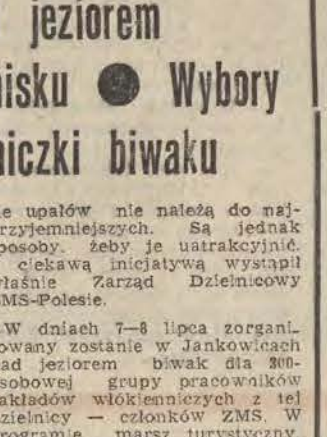 jeziorem
isku ● Wybory
niczki biwaku
ie upałów nie należą do naj-
rzyjemniejszych. Są jednak
posoby, żeby je uatrakcyjnić.
ciekawą inicjatywą wystąpił
łaśnie Zarząd Dzielnicowy
MS-Polesie.
W dniach 7—8 lipca zorgani-
owany zostanie w Jankowicach
ad jeziorem biwak dla 300-
sobowej grupy pracowników
akładów włókienniczych z tej
zielnicy — członków ZMS. W
rogramie marsz turystyczny,